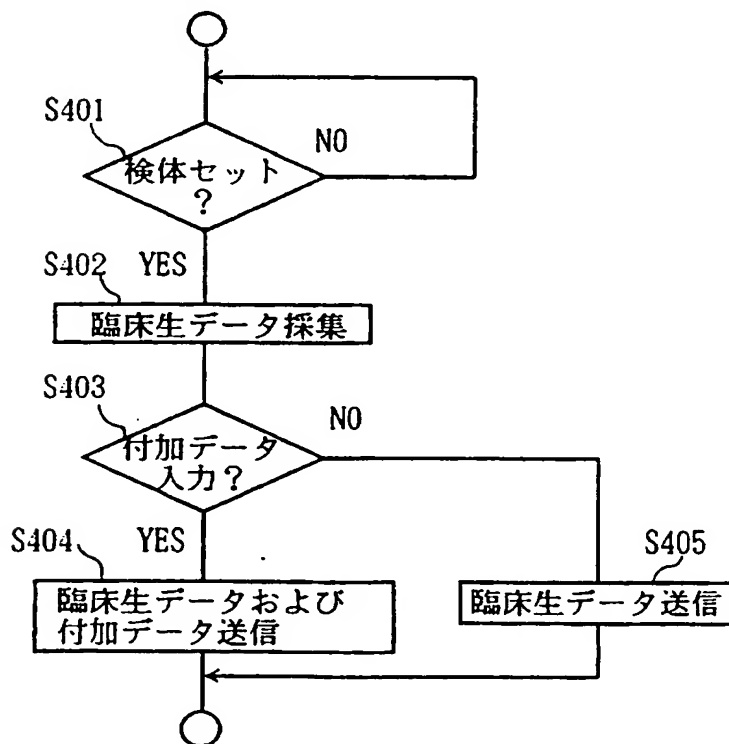 S401
検体セット
?
NO
S402
YES
臨床生データ採集
S403
NO
付加データ
入力?
S404
YES
S405
臨床生データおよび
付加データ送信
臨床生データ送信